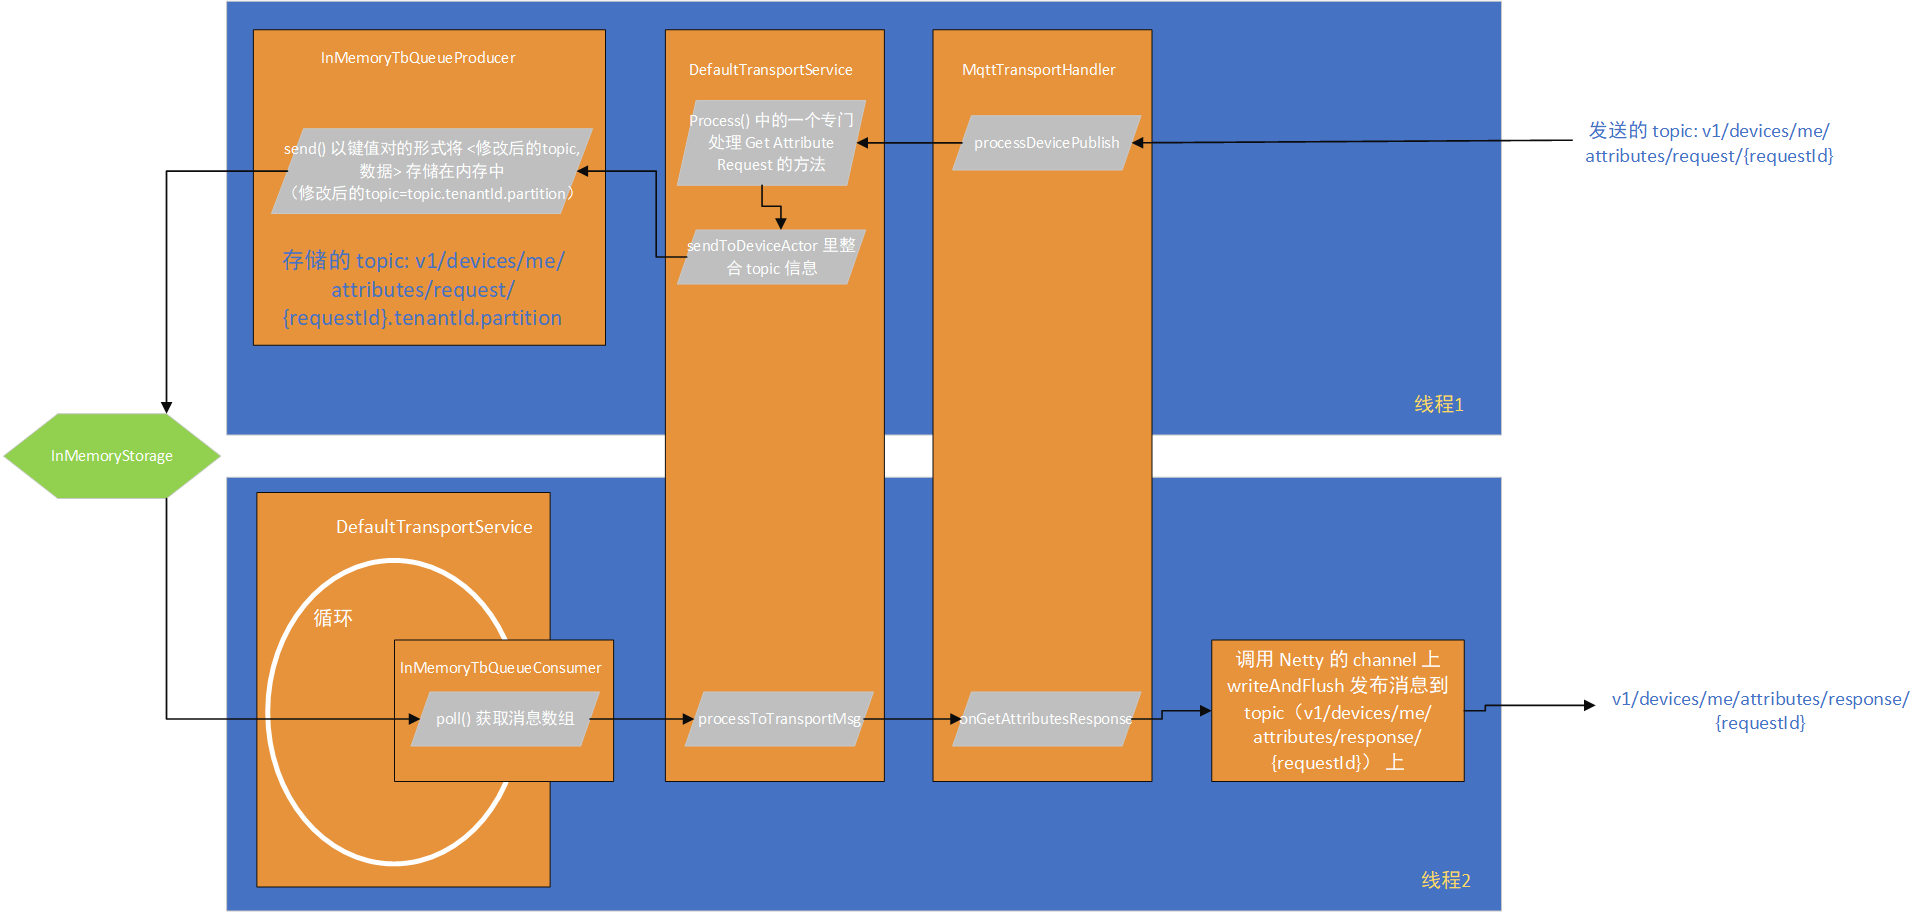 InMemoryTbQueueProducer
send() 以键值对的形式将 <修改后的topic,
数据> 存储在内存中
（修改后的topic=topic.tenantId.partition）
存储的 topic: v1/devices/me/
attributes/request/
{requestId}.tenantId.partition
DefaultTransportService
Process() 中的一个专门
处理 Get Attribute
Request 的方法
sendToDeviceActor 里整
合 topic 信息
MqttTransportHandler
processDevicePublish
发送的 topic: v1/devices/me/
attributes/request/{requestId}
线程1
InMemoryStorage
DefaultTransportService
循环
InMemoryTbQueueConsumer
poll() 获取消息数组
processToTransportMsg
onGetAttributesResponse
调用 Netty 的 channel 上
writeAndFlush 发布消息到
topic（v1/devices/me/
attributes/response/
{requestId}） 上
v1/devices/me/attributes/response/
{requestId}
线程2